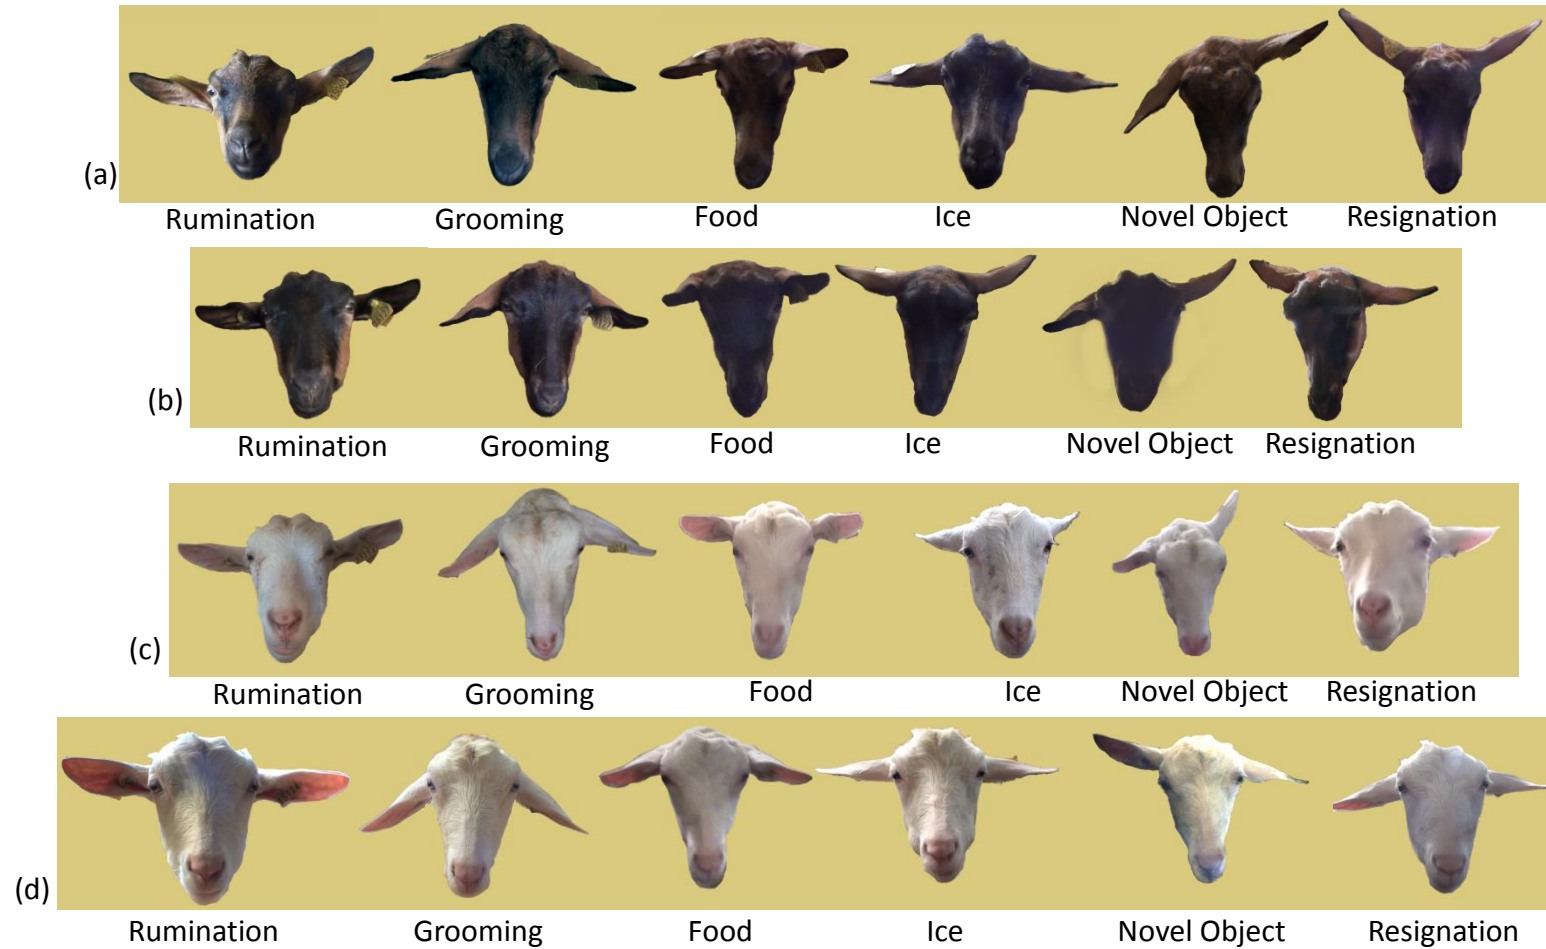 (a)
Rumination Grooming Food Ice Novel Object Resignation
(b)
Rumination Grooming Food Ice Novel Object Resignation
(c)
Rumination Grooming Food Ice Novel Object Resignation
(d)
Rumination Grooming Food Ice Novel Object Resignation